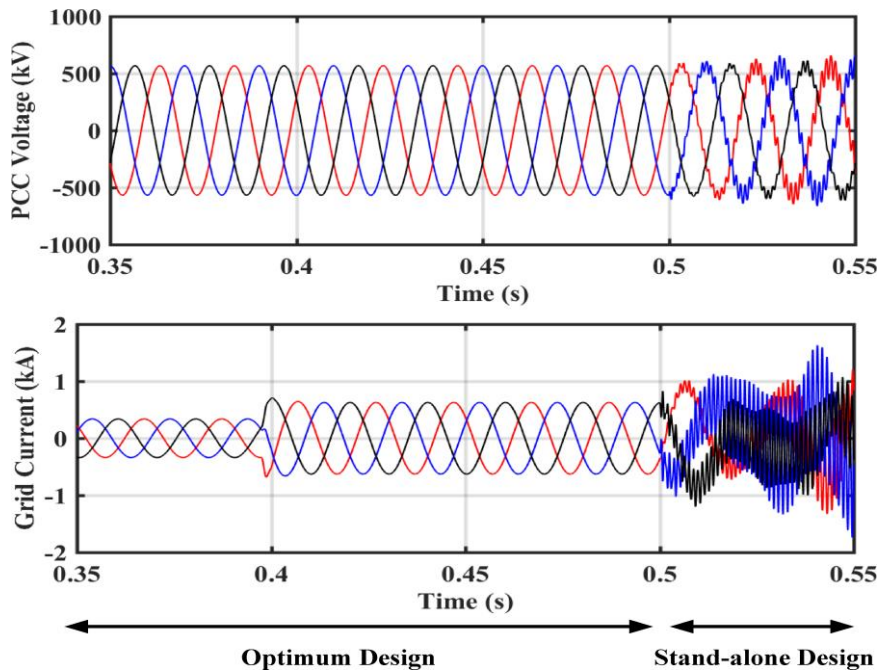 1000
500
0
-500
-1000
PCC Voltage (kV)
0.35 0.4 0.45 0.5 0.55
Time (s)
2
1
0
-1
-2
Grid Current (kA)
0.35 0.4 0.45 0.5 0.55
Time (s)
Optimum Design Stand-alone Design